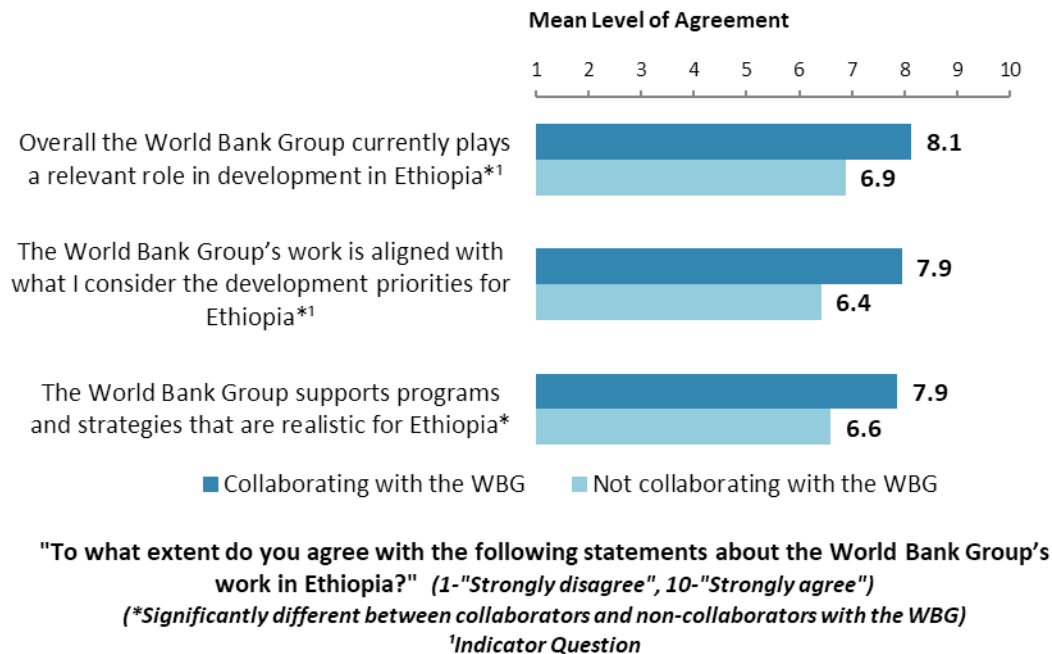 Mean Level of Agreement
1 2 3 4 5 6 7 8 9 10
Overall the World Bank Group currently plays
a relevant role in development in Ethiopia*¹
8.1
6.9
The World Bank Group’s work is aligned with
what I consider the development priorities for
Ethiopia*¹
7.9
6.4
The World Bank Group supports programs
and strategies that are realistic for Ethiopia*
7.9
6.6
Collaborating with the WBG Not collaborating with the WBG
"To what extent do you agree with the following statements about the World Bank Group’s
work in Ethiopia?" (1-"Strongly disagree", 10-"Strongly agree")
(*Significantly different between collaborators and non-collaborators with the WBG)
¹Indicator Question